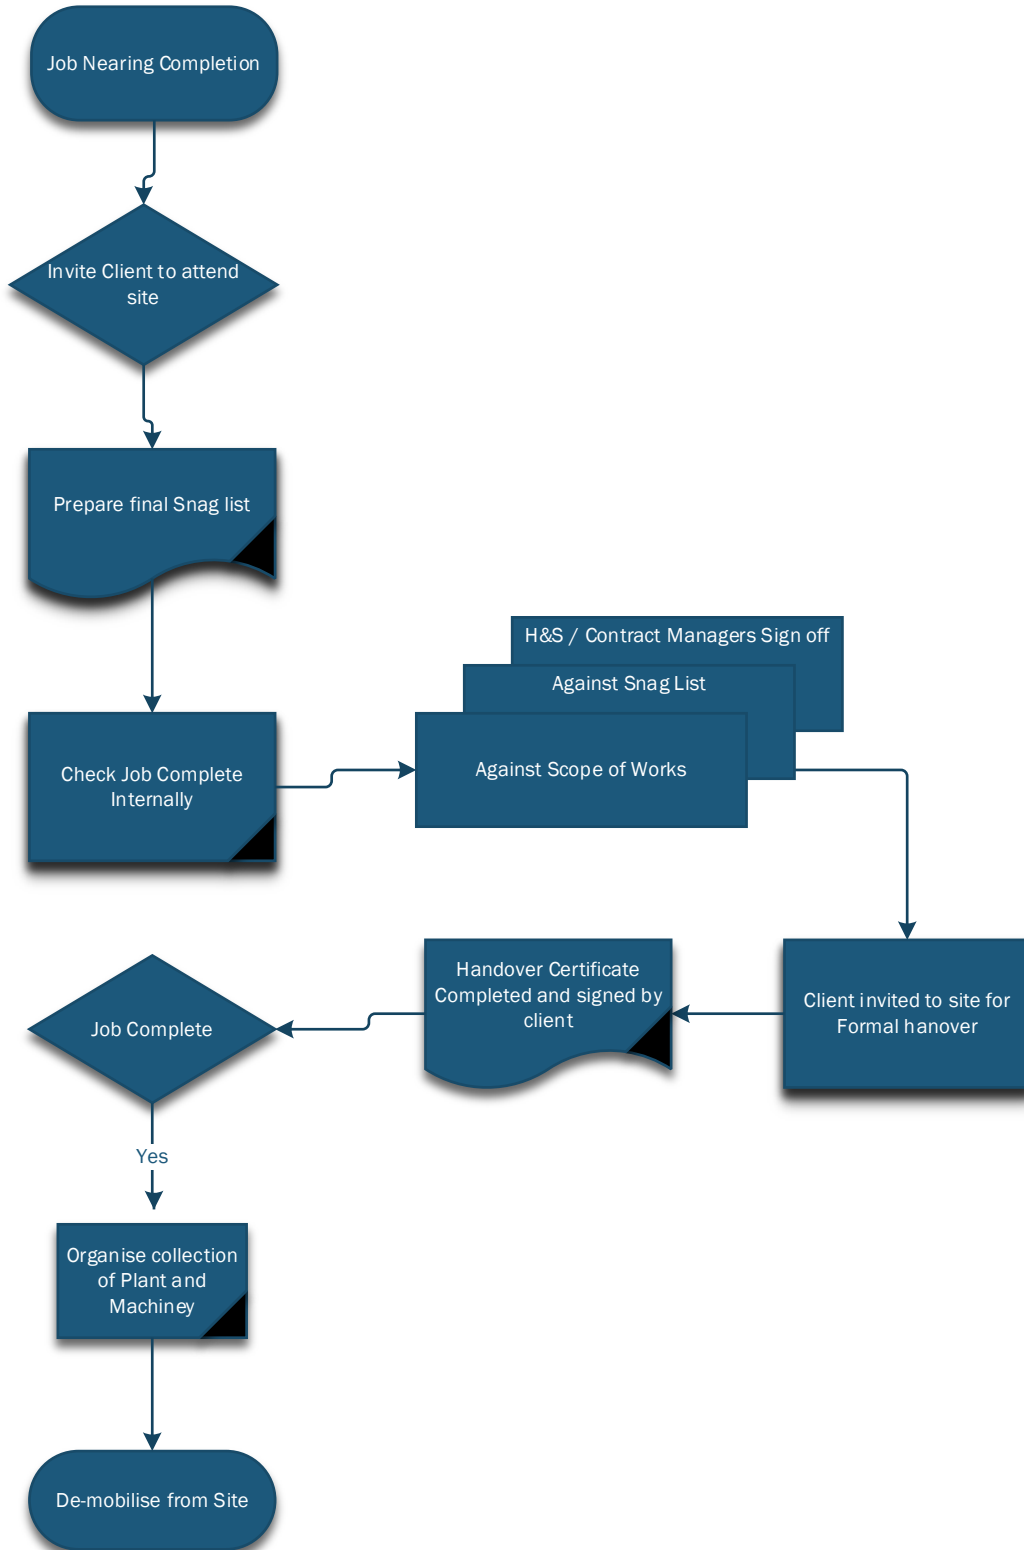 Job Nearing Completion
Invite Client to attend
site
Prepare final Snag list
H&S / Contract Managers Sign off
Against Snag List
Against Scope of Works
Check Job Complete
Internally
Client invited to site for
Formal hanover
Handover Certificate
Completed and signed by
client
Job Complete
Yes
Organise collection
of Plant and
Machiney
De-mobilise from Site